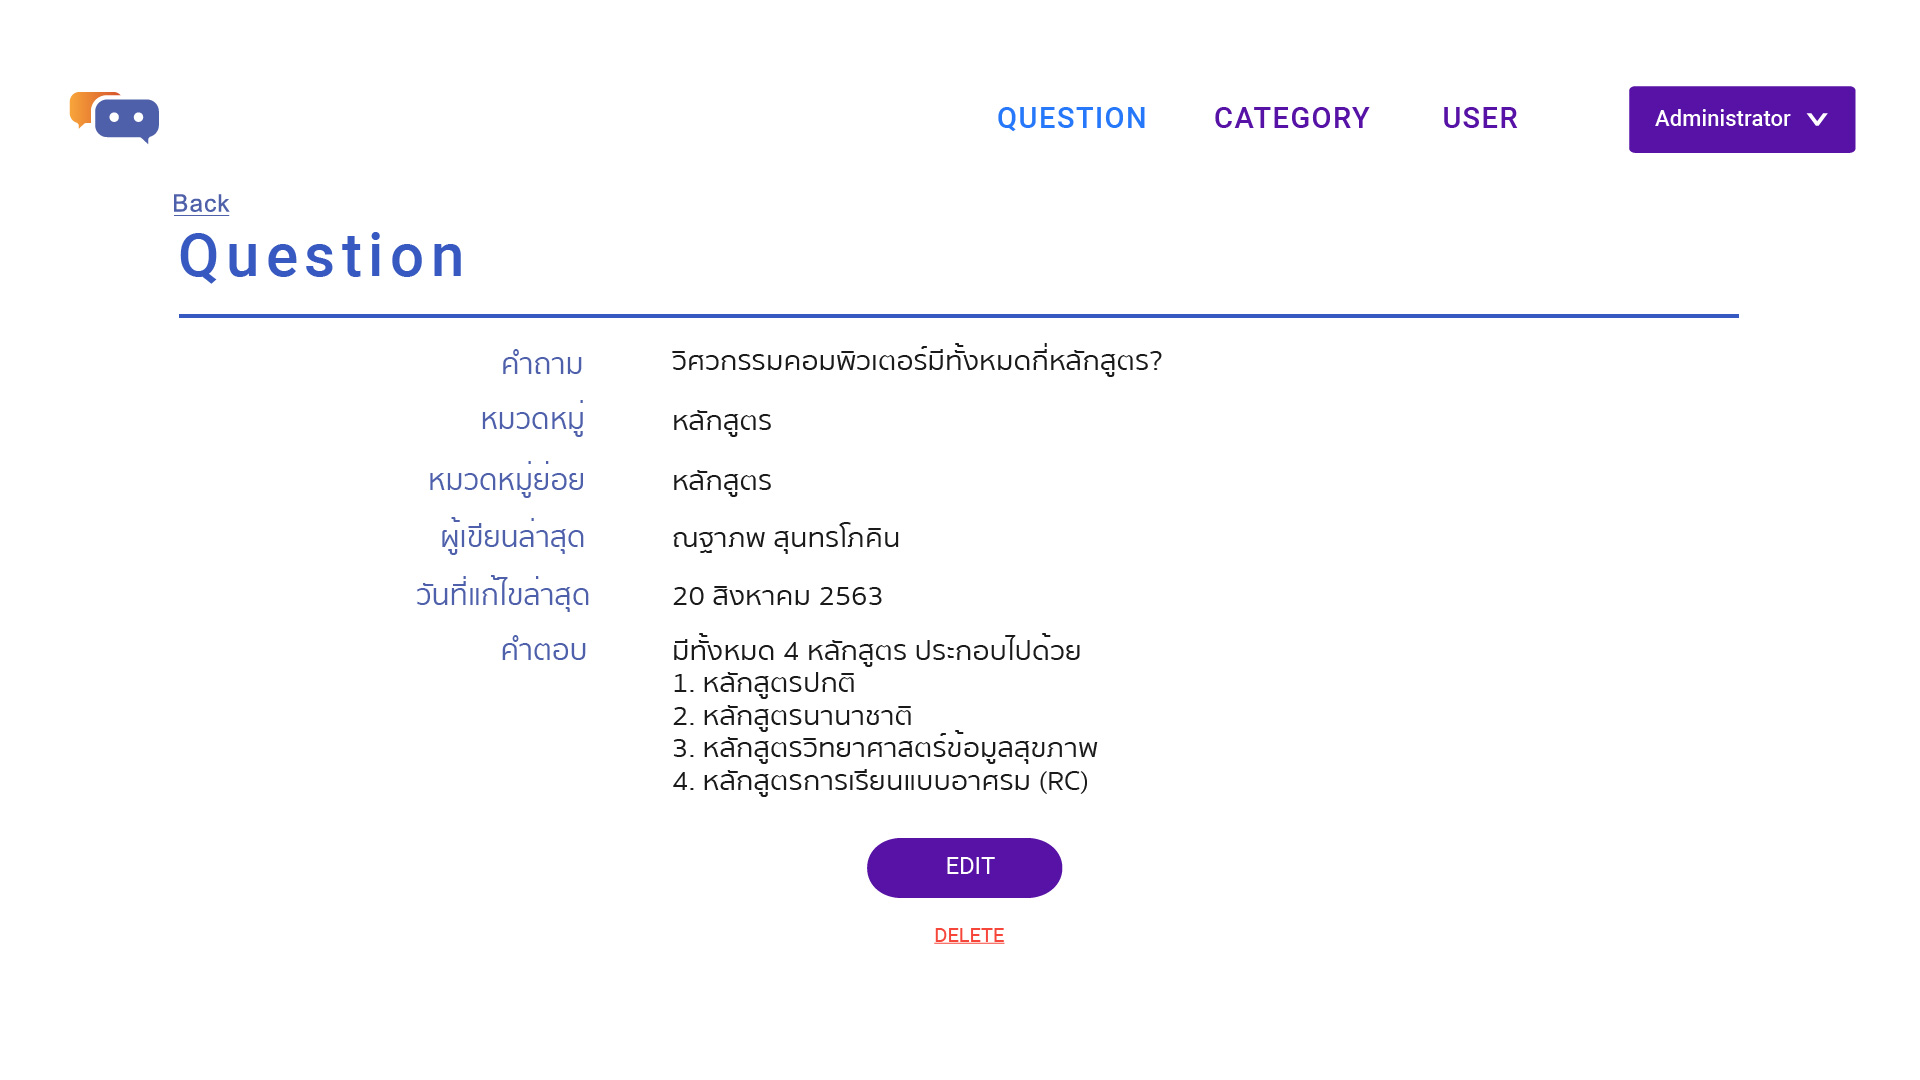 QUESTION CATEGORY USER Administrator
Back
Question
คำถาม วิศวกรรมคอมพิวเตอร์มีทั้งหมดกี่หลักสูตร?
หมวดหมู่ หลักสูตร
หมวดหมู่ย่อย หลักสูตร
ผู้เขียนล่าสุด ณฐาภพ สุนทรโภคิน
วันที่แก้ไขล่าสุด 20 สิงหาคม 2563
คำตอบ มีทั้งหมด 4 หลักสูตร ประกอบไปด้วย
1. หลักสูตรปกติ
2. หลักสูตรนานาชาติ
3. หลักสูตรวิทยาศาสตร์ข้อมูลสุขภาพ
4. หลักสูตรการเรียนแบบอาศรม (RC)
EDIT
DELETE